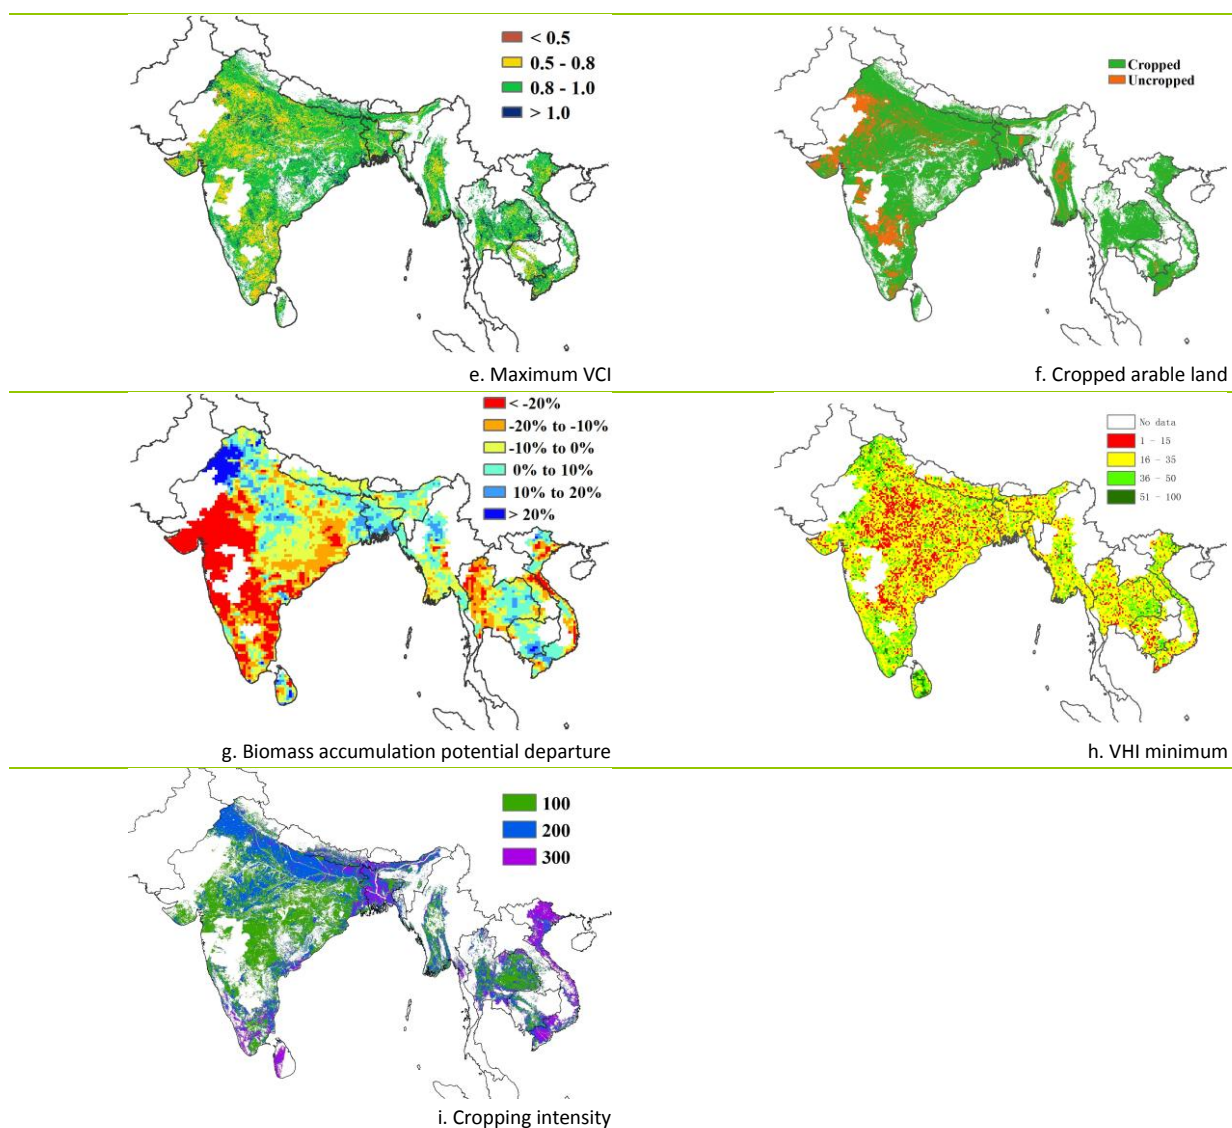 < 0.5
0.5 - 0.8
0.8 - 1.0
> 1.0
e. Maximum VCI
Cropped
Uncropped
f. Cropped arable land
< -20%
-20% to -10%
-10% to 0%
0% to 10%
10% to 20%
> 20%
g. Biomass accumulation potential departure
No data
1 - 15
16 - 35
36 - 50
51 - 100
h. VHI minimum
100
200
300
i. Cropping intensity